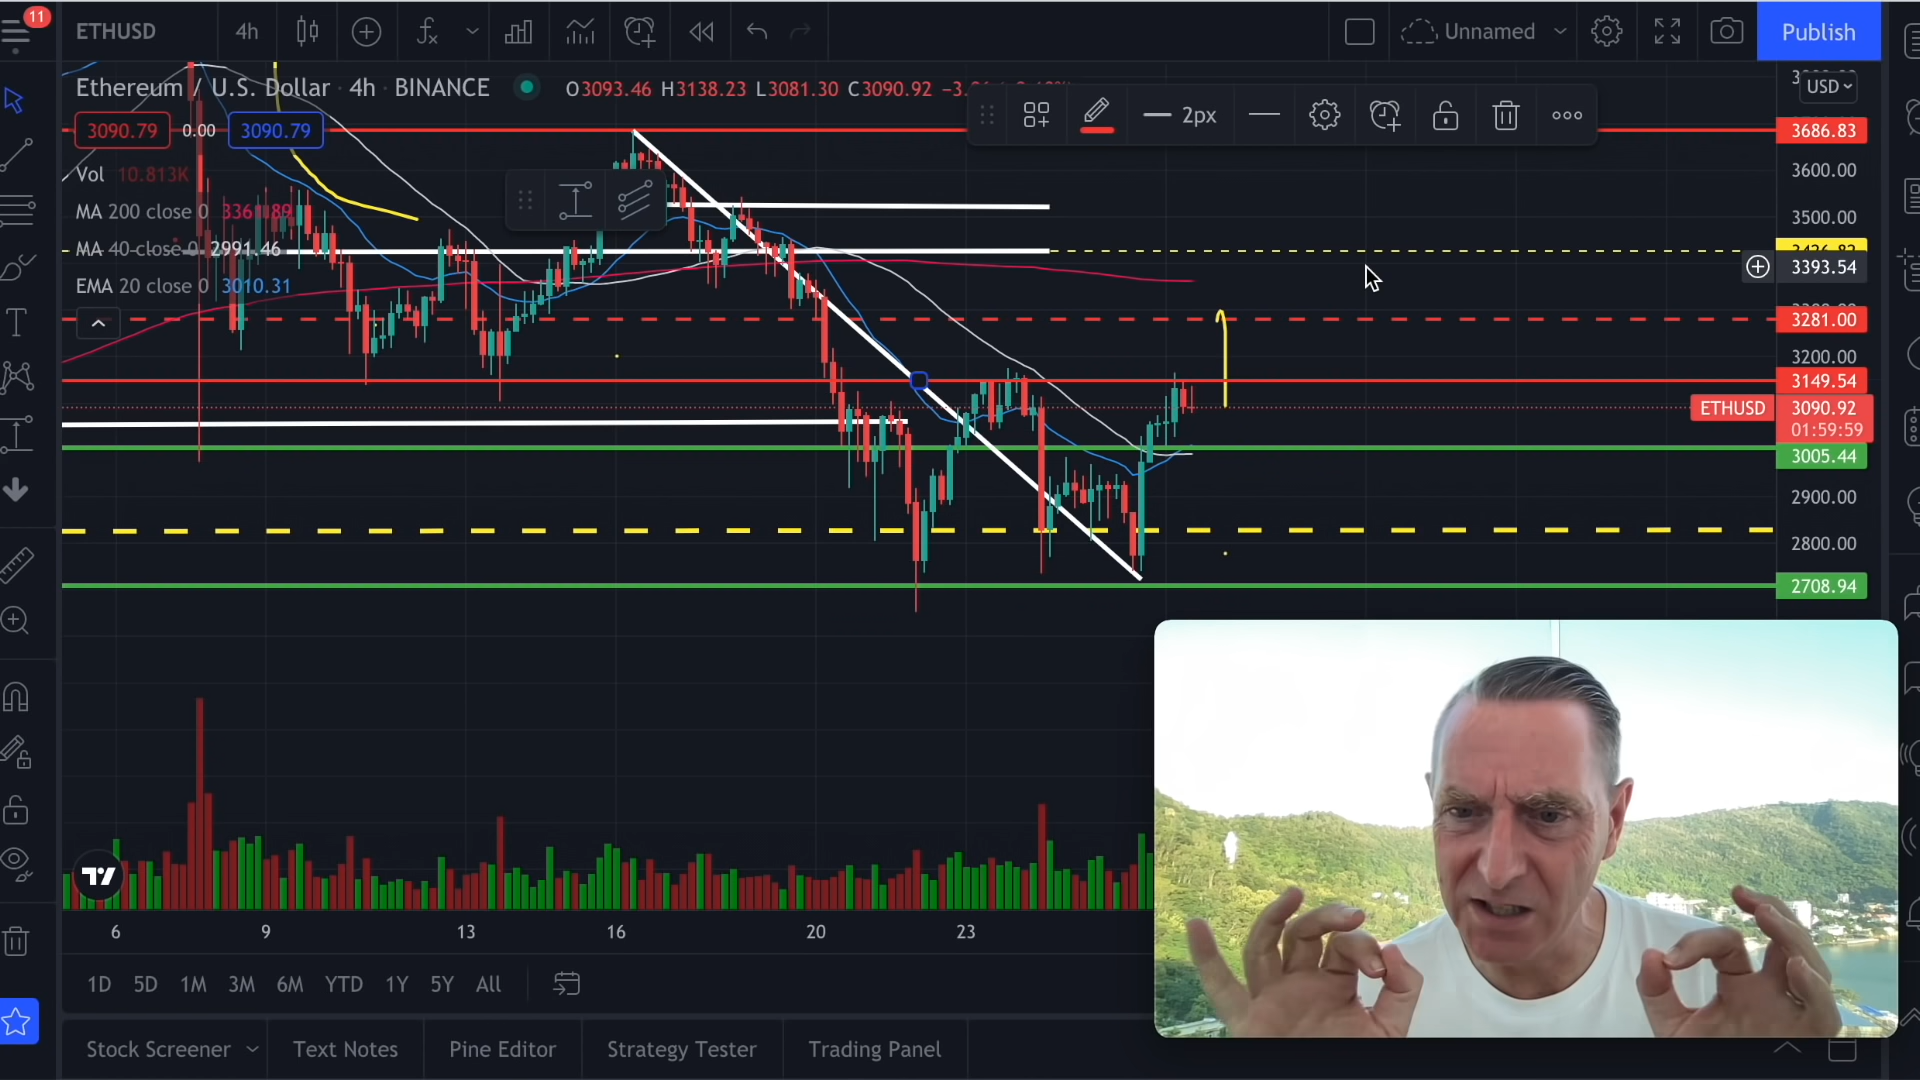 11
ETHUSD
4h
Unnamed
Publish
Ethereum / U.S. Dollar · 4h · BINANCE
O3093.46 H3138.23 L3081.30 C3090.92
USD
3090.79 0.00 3090.79
2px
3686.83
Vol 10.813K
3600.00
MA 200 close 0
3500.00
MA 40 close 0 2991.46
3393.54
EMA 20 close 0 3010.31
3281.00
3200.00
3149.54
ETHUSD 3090.92
01:59:59
3005.44
2900.00
2800.00
2708.94
6 9 13 16 20 23
1D 5D 1M 3M 6M YTD 1Y 5Y All
Stock Screener Text Notes Pine Editor Strategy Tester Trading Panel